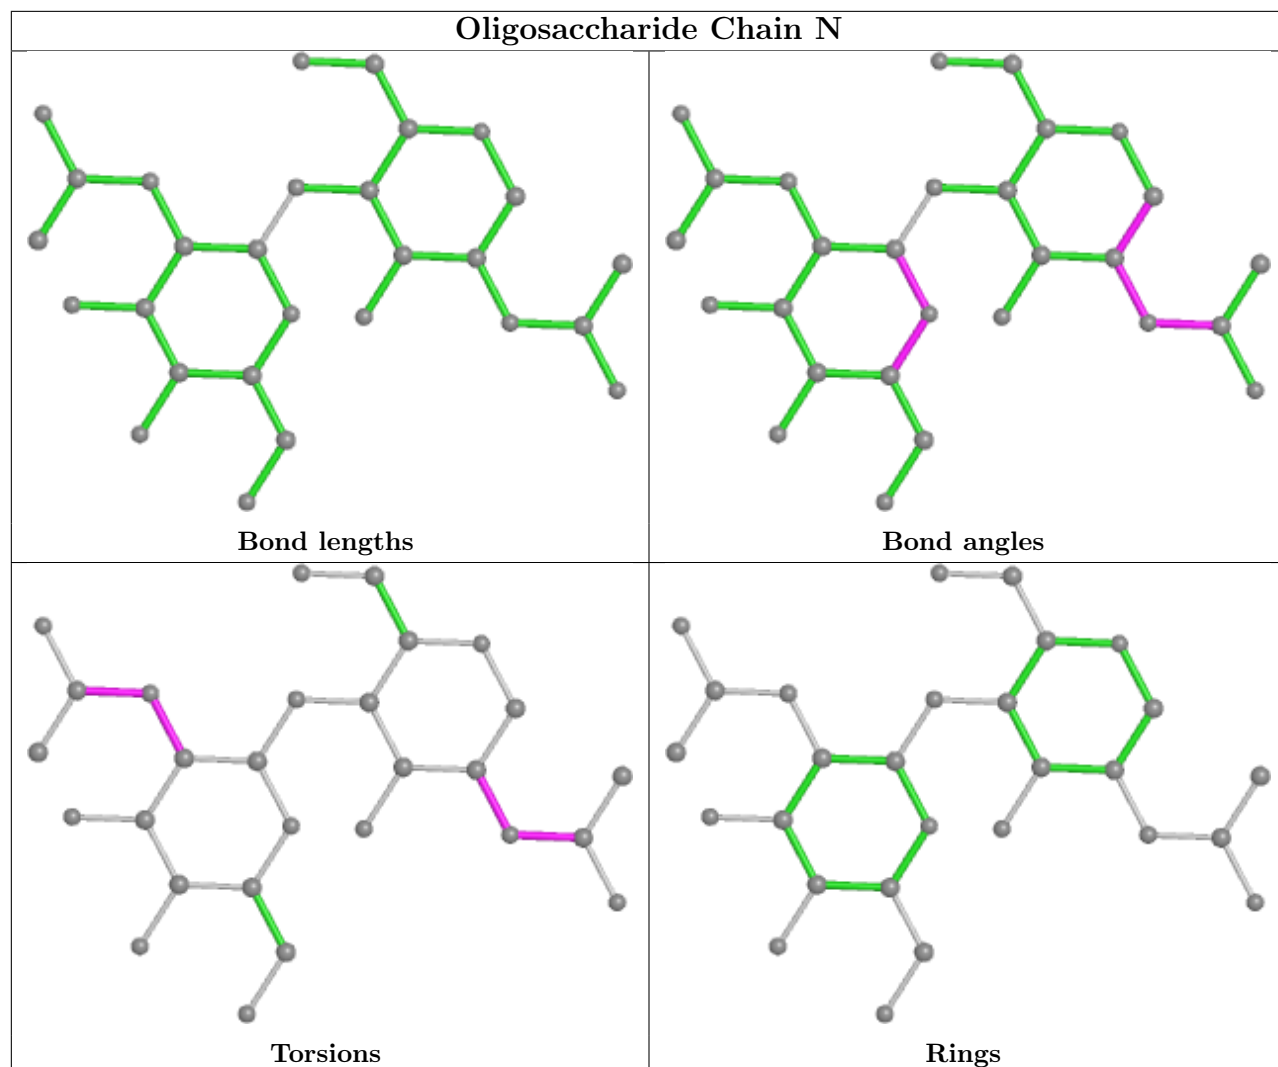 Oligosaccharide Chain N
Bond lengths
Bond angles
Torsions
Rings